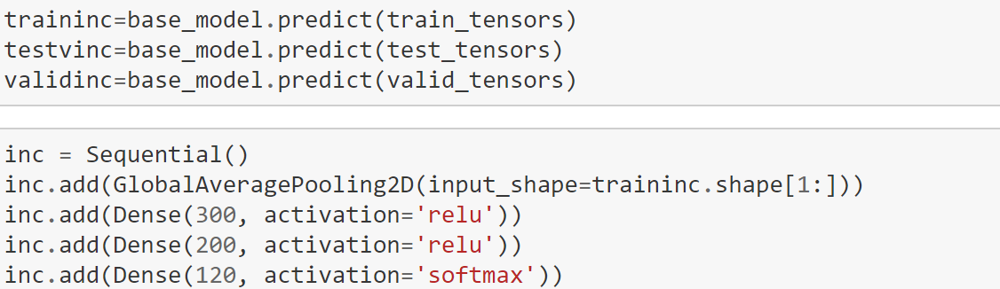 traininc=base_model.predict(train_tensors)
testvinc=base_model.predict(test_tensors)
validinc=base_model.predict(valid_tensors)
inc = Sequential()
inc.add(GlobalAveragePooling2D(input_shape=traininc.shape[1:]))
inc.add(Dense(300, activation='relu'))
inc.add(Dense(200, activation='relu'))
inc.add(Dense(120, activation='softmax'))